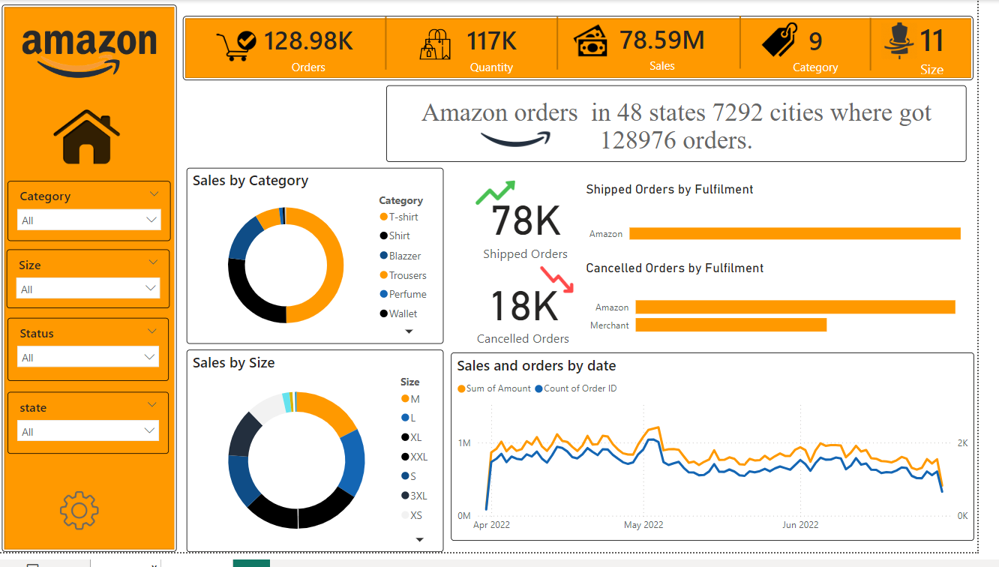 amazon
128.98K
Orders
117K
Quantity
78.59M
Sales
9
Category
11
Size
Amazon orders in 48 states 7292 cities where got
128976 orders.
Category
All
Size
All
Status
All
state
All
Sales by Category
Category
T-shirt
Shirt
Blazzer
Trousers
Perfume
Wallet
78K
Shipped Orders
18K
Cancelled Orders
Shipped Orders by Fulfilment
Amazon
Cancelled Orders by Fulfilment
Amazon
Merchant
Sales by Size
Size
M
L
XL
XXL
S
3XL
XS
Sales and orders by date
Sum of Amount Count of Order ID
1M 2K
0M 0K
Apr 2022 May 2022 Jun 2022